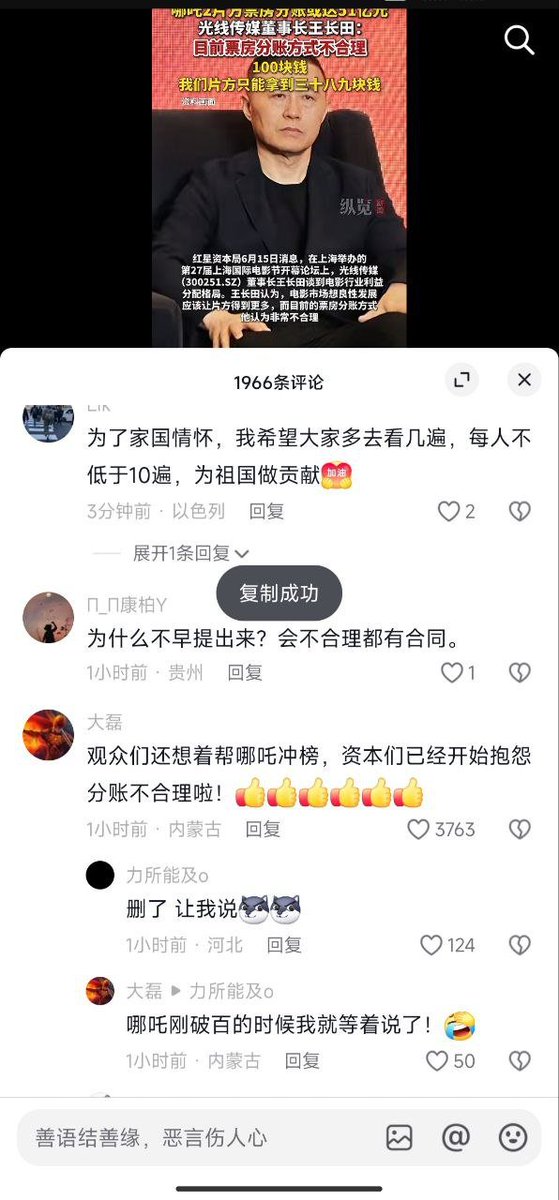 哪吒2片方票房分账或达51亿元
光线传媒董事长王长田：
目前票房分账方式不合理
100块钱
我们片方只能拿到三十八九块钱
资料画面
纵览
新闻
红星资本局6月15日消息，在上海举办的
第27届上海国际电影节开幕论坛上，光线传媒
（300251.SZ）董事长王长田谈到电影行业利益
分配格局。王长田认为，电影市场想良性发展
应该让片方得到更多，而目前的票房分账方式
他认为非常不合理
1966条评论
为了家国情怀，我希望大家多去看几遍，每人不
低于10遍，为祖国做贡献加油
3分钟前 · 以色列 回复
2
展开1条回复
复制成功
Π_Π康柏Y
为什么不早提出来？会不合理都有合同。
1小时前 · 贵州 回复
1
大磊
观众们还想着帮哪吒冲榜，资本们已经开始抱怨
分账不合理啦！👍👍👍👍👍👍
1小时前 · 内蒙古 回复
3763
力所能及o
删了 让我说
1小时前 · 河北 回复
124
大磊 ▶ 力所能及o
哪吒刚破百的时候我就等着说了！🤣
1小时前 · 内蒙古 回复
50
善语结善缘，恶言伤人心